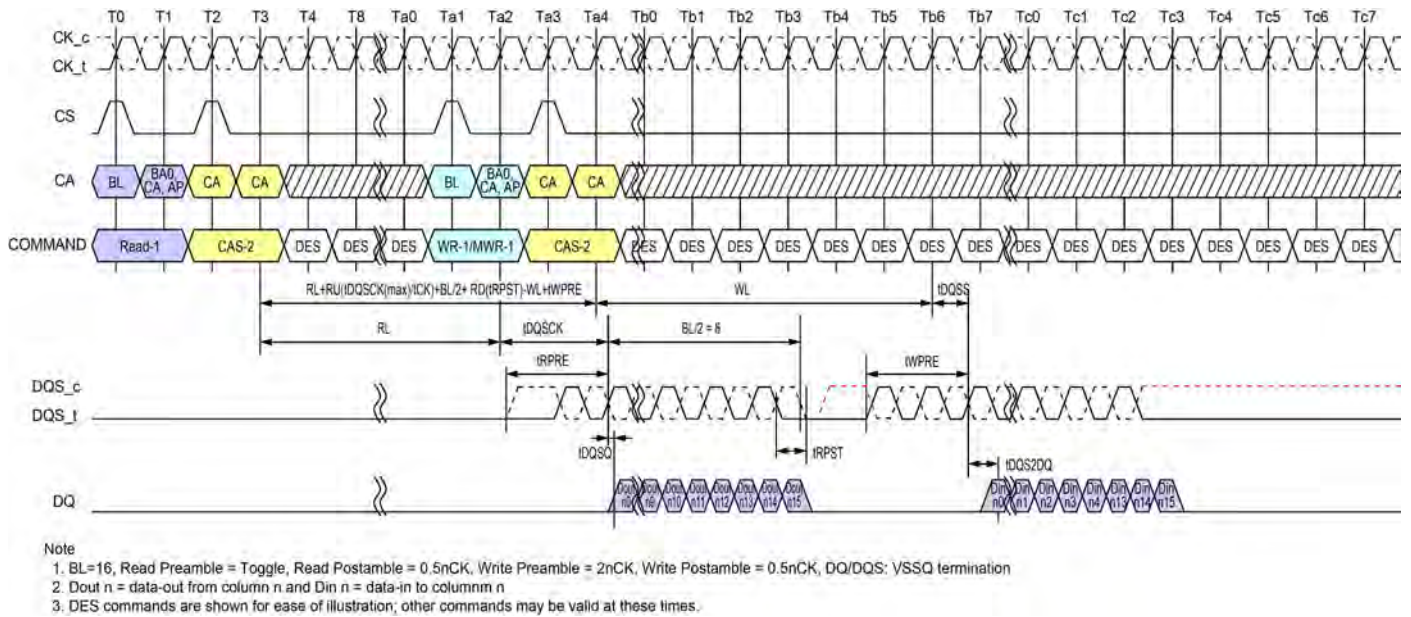 T0 T1 T2 T3 T4 T8 Ta0 Ta1 Ta2 Ta3 Ta4 Tb0 Tb1 Tb2 Tb3 Tb4 Tb5 Tb6 Tb7 Tc0 Tc1 Tc2 Tc3 Tc4 Tc5 Tc6 Tc7
CK_c
CK_t
CS
CA BL BA0, CA, AP CA CA BL BA0, CA, AP CA CA
COMMAND Read-1 CAS-2 DES DES DES WR-1/MWR-1 CAS-2 DES DES DES DES DES DES DES DES DES DES DES DES DES DES DES DES
RL+RU(tDQSCK(max)/tCK)+BL/2+ RD(tRPST)-WL+tWPRE WL tDQSS
RL tDQSCK BL/2 = 8
tRPRE tWPRE
DQS_c
DQS_t
tDQSQ tRPST tDQS2DQ
DQ Dout n0 Dout n9 Dout n10 Dout n11 Dout n12 Dout n13 Dout n14 Dout n15 Din n0 Din n1 Din n2 Din n3 Din n4 Din n13 Din n14 Din n15
Note
1. BL=16, Read Preamble = Toggle, Read Postamble = 0.5nCK, Write Preamble = 2nCK, Write Postamble = 0.5nCK, DQ/DQS: VSSQ termination
2. Dout n = data-out from column n and Din n = data-in to columnm n
3. DES commands are shown for ease of illustration; other commands may be valid at these times.